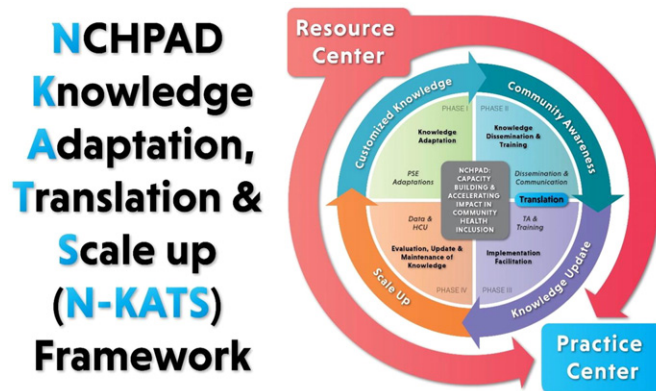 NCHPAD
Knowledge
Adaptation,
Translation &
Scale up
(N-KATS)
Framework
Resource
Center
Customized Knowledge
Community Awareness
PHASE I
PHASE II
Knowledge
Adaptation
Knowledge
Dissemination &
Training
PSE
Adaptations
Dissemination &
Communication
NCHPAD:
CAPACITY
BUILDING &
ACCELERATING
IMPACT IN
COMMUNITY
HEALTH
INCLUSION
Translation
Data &
HCU
TA &
Training
Evaluation, Update &
Maintenance of
Knowledge
Implementation
Facilitation
PHASE IV
PHASE III
Scale Up
Knowledge Update
Practice
Center